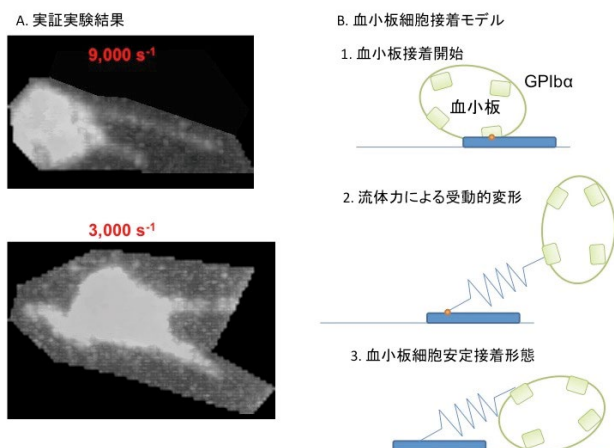 A. 実証実験結果
9,000 s⁻¹
3,000 s⁻¹
B. 血小板細胞接着モデル
1. 血小板接着開始
GPIbα
血小板
2. 流体力による受動的変形
3. 血小板細胞安定接着形態